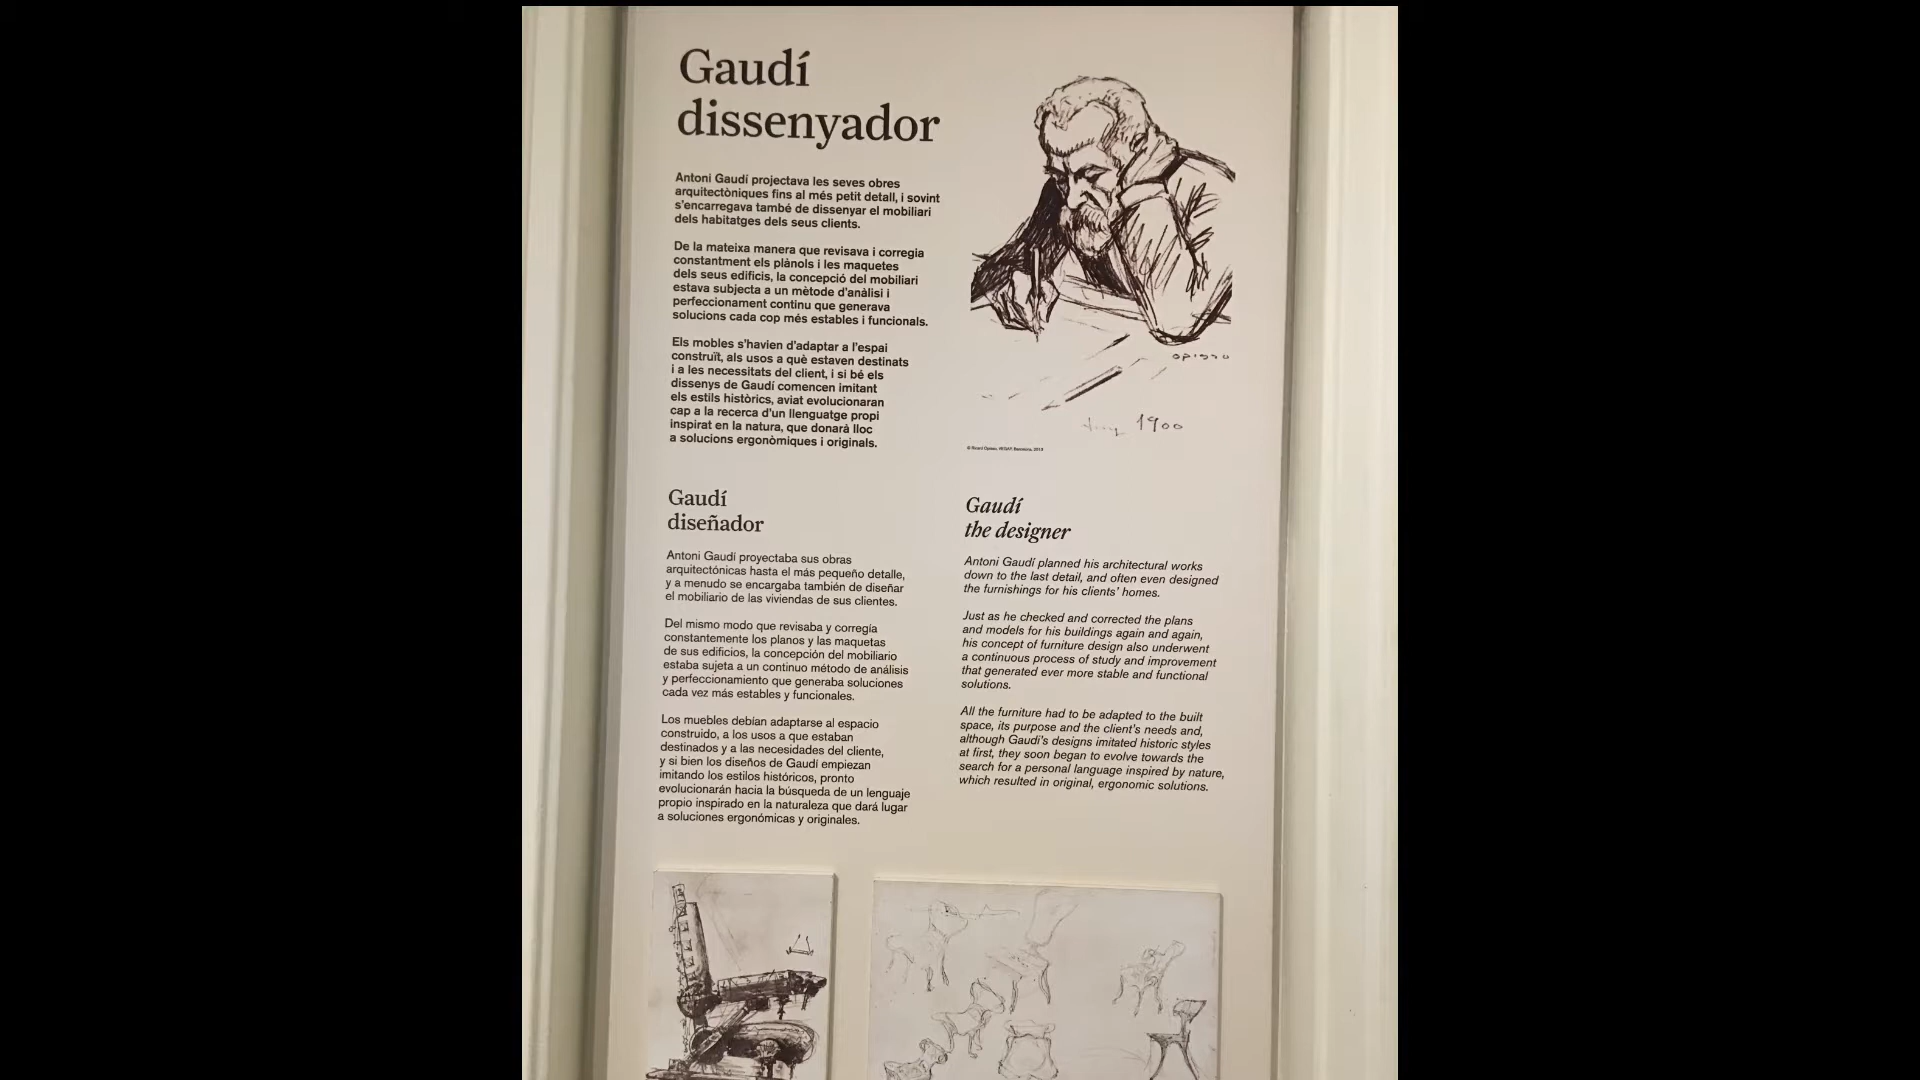 Gaudí
dissenyador
Antoni Gaudí projectava les seves obres
arquitectòniques fins al més petit detall, i sovint
s'encarregava també de dissenyar el mobiliari
dels habitatges dels seus clients.
De la mateixa manera que revisava i corregia
constantment els plànols i les maquetes
dels seus edificis, la concepció del mobiliari
estava subjecta a un mètode d'anàlisi i
perfeccionament continu que generava
solucions cada cop més estables i funcionals.
Els mobles s'havien d'adaptar a l'espai
construït, als usos a què estaven destinats
i a les necessitats del client, i si bé els
dissenys de Gaudí comencen imitant
els estils històrics, aviat evolucionaran
cap a la recerca d'un llenguatge propi
inspirat en la natura, que donarà lloc
a solucions ergonòmiques i originals.
opisso
1900
Gaudí
diseñador
Antoni Gaudí proyectaba sus obras
arquitectónicas hasta el más pequeño detalle,
y a menudo se encargaba también de diseñar
el mobiliario de las viviendas de sus clientes.
Del mismo modo que revisaba y corregía
constantemente los planos y las maquetas
de sus edificios, la concepción del mobiliario
estaba sujeta a un continuo método de análisis
y perfeccionamiento que generaba soluciones
cada vez más estables y funcionales.
Los muebles debían adaptarse al espacio
construido, a los usos a que estaban
destinados y a las necesidades del cliente,
y si bien los diseños de Gaudí empiezan
imitando los estilos históricos, pronto
evolucionarán hacia la búsqueda de un lenguaje
propio inspirado en la naturaleza que dará lugar
a soluciones ergonómicas y originales.
Gaudí
the designer
Antoni Gaudí planned his architectural works
down to the last detail, and often even designed
the furnishings for his clients' homes.
Just as he checked and corrected the plans
and models for his buildings again and again,
his concept of furniture design also underwent
a continuous process of study and improvement
that generated ever more stable and functional
solutions.
All the furniture had to be adapted to the built
space, its purpose and the client's needs and,
although Gaudí's designs imitated historic styles
at first, they soon began to evolve towards the
search for a personal language inspired by nature,
which resulted in original, ergonomic solutions.